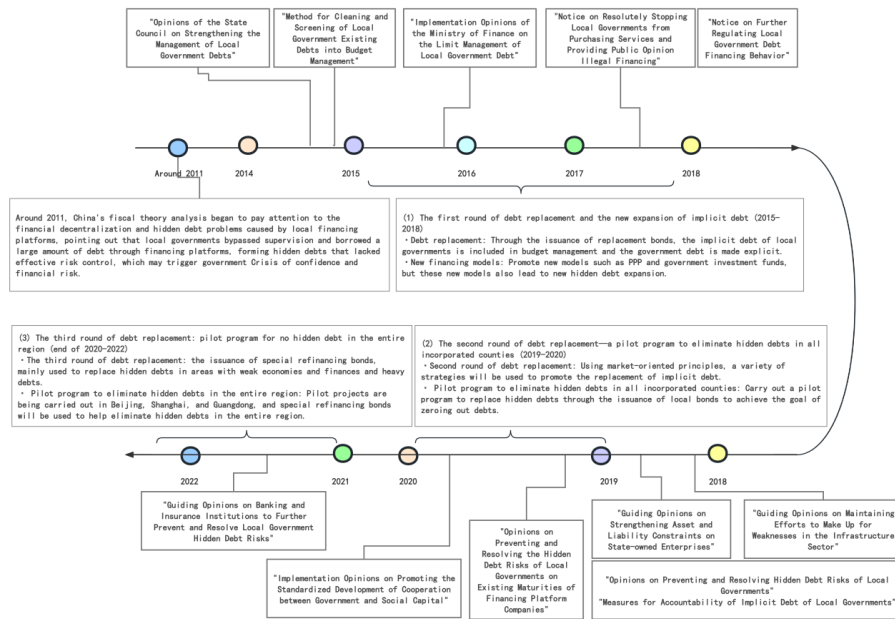 "Opinions of the State
Council on Strengthening the
Management of Local
Government Debts"
"Method for Cleaning and
Screening of Local
Government Existing
Debts into Budget
Management"
"Implementation Opinions of
the Ministry of Finance on
the Limit Management of
Local Government Debt"
"Notice on Resolutely Stopping
Local Governments from
Purchasing Services and
Providing Public Opinion
Illegal Financing"
"Notice on Further
Regulating Local
Government Debt
Financing Behavior"
Around 2011
2014
2015
2016
2017
2018
Around 2011, China's fiscal theory analysis began to pay attention to the
financial decentralization and hidden debt problems caused by local financing
platforms, pointing out that local governments bypassed supervision and borrowed a
large amount of debt through financing platforms, forming hidden debts that lacked
effective risk control, which may trigger government Crisis of confidence and
financial risk.
(1) The first round of debt replacement and the new expansion of implicit debt (2015-
2018)
・Debt replacement: Through the issuance of replacement bonds, the implicit debt of local
governments is included in budget management and the government debt is made explicit.
・New financing models: Promote new models such as PPP and government investment funds,
but these new models also lead to new hidden debt expansion.
(3) The third round of debt replacement: pilot program for no hidden debt in the entire
region (end of 2020-2022)
・The third round of debt replacement: the issuance of special refinancing bonds,
mainly used to replace hidden debts in areas with weak economies and finances and heavy
debts.
・ Pilot program to eliminate hidden debts in the entire region: Pilot projects are
being carried out in Beijing, Shanghai, and Guangdong, and special refinancing bonds
will be used to help eliminate hidden debts in the entire region.
(2) The second round of debt replacement—a pilot program to eliminate hidden debts in all
incorporated counties (2019-2020)
・Second round of debt replacement: Using market-oriented principles, a variety of
strategies will be used to promote the replacement of implicit debt.
・ Pilot program to eliminate hidden debts in all incorporated counties: Carry out a pilot
program to replace hidden debts through the issuance of local bonds to achieve the goal of
zeroing out debts.
2022
2021
2020
2019
2018
"Guiding Opinions on Banking and
Insurance Institutions to Further
Prevent and Resolve Local Government
Hidden Debt Risks"
"Implementation Opinions on Promoting the
Standardized Development of Cooperation
between Government and Social Capital"
"Opinions on
Preventing and
Resolving the Hidden
Debt Risks of Local
Governments on
Existing Maturities of
Financing Platform
Companies"
"Guiding Opinions on
Strengthening Asset and
Liability Constraints on
State-owned Enterprises"
"Guiding Opinions on Maintaining
Efforts to Make Up for
Weaknesses in the Infrastructure
Sector"
"Opinions on Preventing and Resolving Hidden Debt Risks of Local
Governments"
"Measures for Accountability of Implicit Debt of Local Governments"